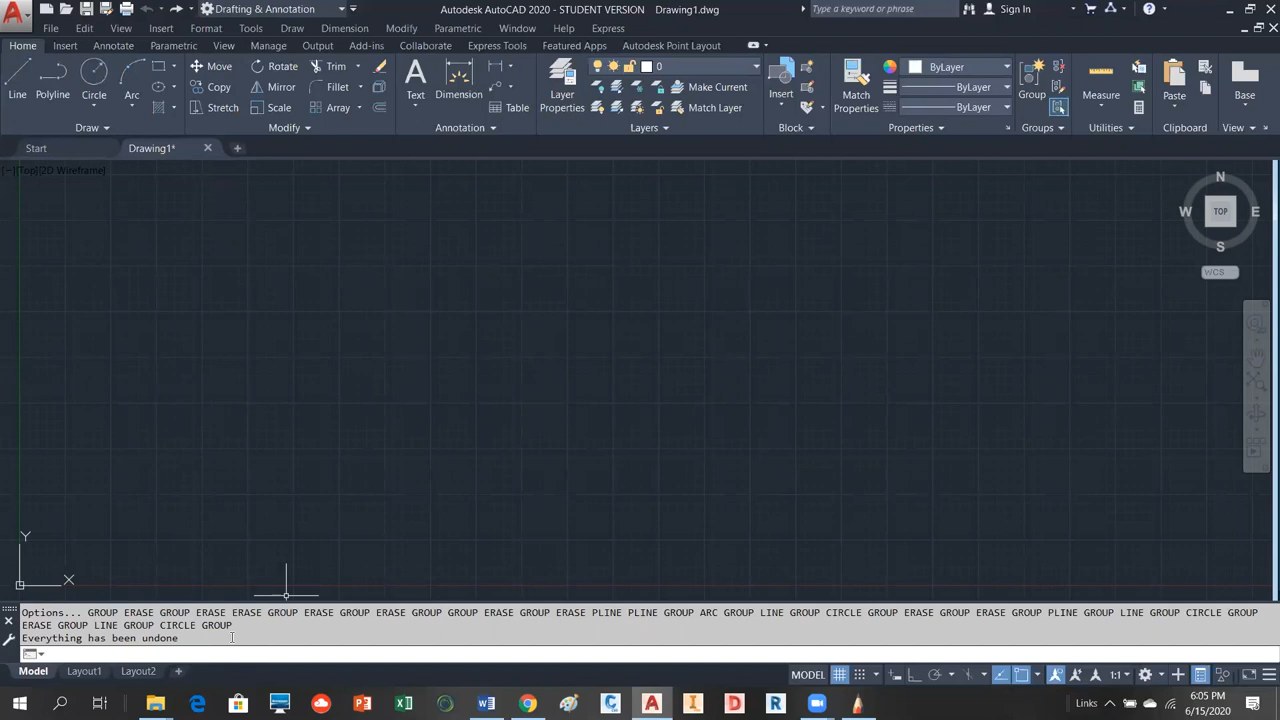 Drafting & Annotation
Autodesk AutoCAD 2020 - STUDENT VERSION Drawing1.dwg
Type a keyword or phrase
Sign In
File Edit View Insert Format Tools Draw Dimension Modify Parametric Window Help Express
Home Insert Annotate Parametric View Manage Output Add-ins Collaborate Express Tools Featured Apps Autodesk Point Layout
Line
Polyline
Circle
Arc
Move
Copy
Stretch
Rotate
Mirror
Scale
Trim
Fillet
Array
Text
Dimension
Table
Layer
Properties
0
Make Current
Match Layer
Insert
Match
Properties
ByLayer
ByLayer
ByLayer
Group
Measure
Paste
Base
Draw Modify Annotation Layers Block Properties Groups Utilities Clipboard View
Start Drawing1*
[−][Top][2D Wireframe]
N
W TOP E
S
WCS
Y
X
Options... GROUP ERASE GROUP ERASE ERASE GROUP ERASE GROUP ERASE GROUP GROUP ERASE GROUP ERASE PLINE PLINE GROUP ARC GROUP LINE GROUP CIRCLE GROUP ERASE GROUP ERASE GROUP PLINE GROUP LINE GROUP CIRCLE GROUP
ERASE GROUP LINE GROUP CIRCLE GROUP
Everything has been undone
Model Layout1 Layout2
MODEL
1:1
Links
6:05 PM
6/15/2020